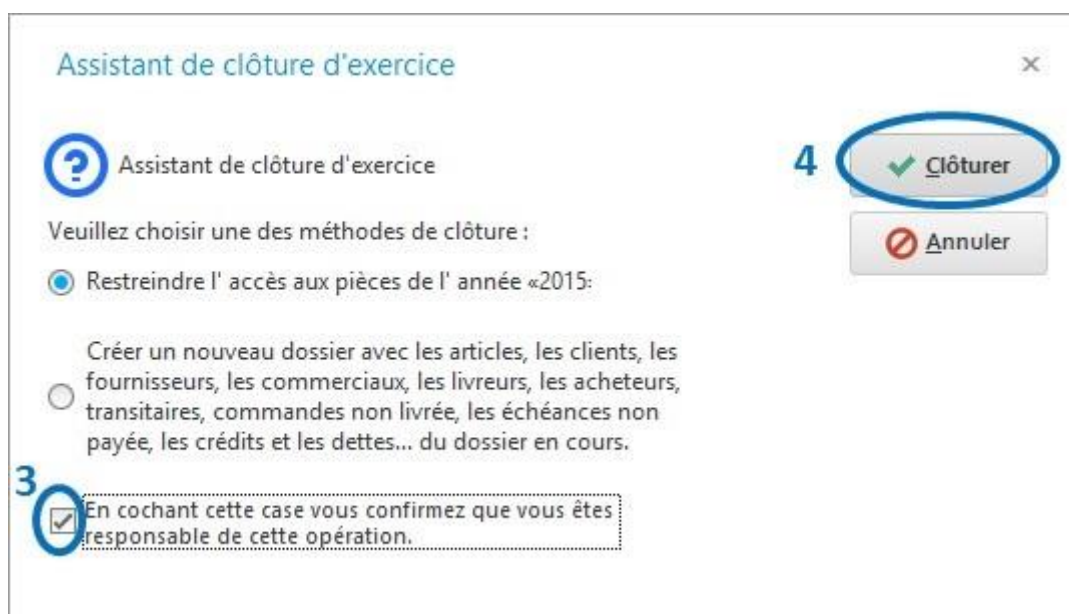 Assistant de clôture d'exercice
Assistant de clôture d'exercice
4
Clôturer
Veuillez choisir une des méthodes de clôture :
Annuler
Restreindre l' accès aux pièces de l' année «2015:
Créer un nouveau dossier avec les articles, les clients, les
fournisseurs, les commerciaux, les livreurs, les acheteurs,
transitaires, commandes non livrée, les échéances non
payée, les crédits et les dettes... du dossier en cours.
3
En cochant cette case vous confirmez que vous êtes
responsable de cette opération.